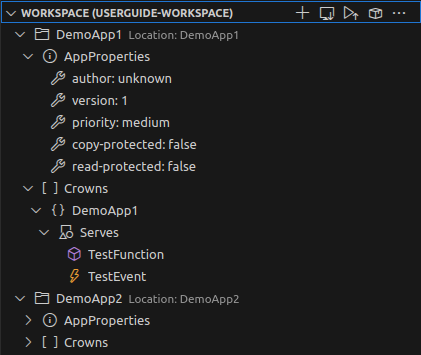 WORKSPACE (USERGUIDE-WORKSPACE)
DemoApp1 Location: DemoApp1
AppProperties
author: unknown
version: 1
priority: medium
copy-protected: false
read-protected: false
[ ] Crowns
{} DemoApp1
Serves
TestFunction
TestEvent
DemoApp2 Location: DemoApp2
AppProperties
[ ] Crowns